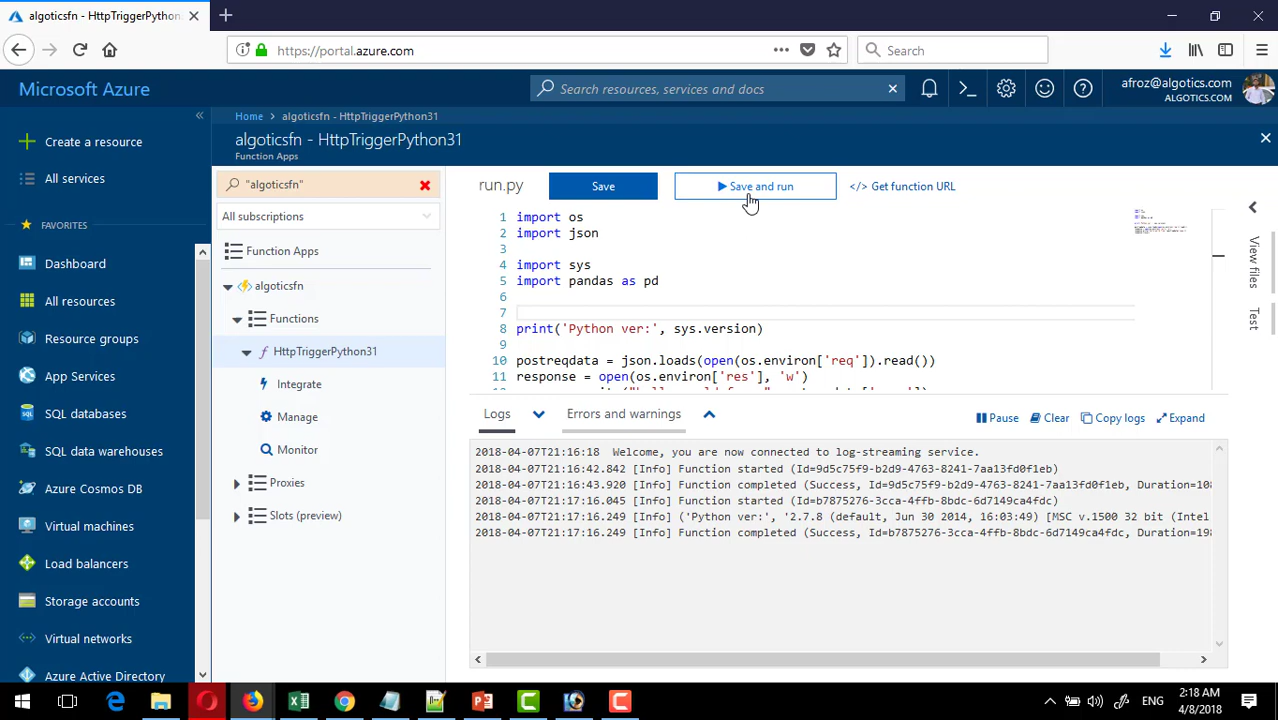 algoticsfn - HttpTriggerPython
https://portal.azure.com
Search
Microsoft Azure
Search resources, services and docs
afroz@algotics.com
ALGOTICS.COM
Create a resource
All services
FAVORITES
Dashboard
All resources
Resource groups
App Services
SQL databases
SQL data warehouses
Azure Cosmos DB
Virtual machines
Load balancers
Storage accounts
Virtual networks
Azure Active Directory
Home algoticsfn - HttpTriggerPython31
algoticsfn - HttpTriggerPython31
Function Apps
"algoticsfn"
All subscriptions
Function Apps
algoticsfn
Functions
HttpTriggerPython31
Integrate
Manage
Monitor
Proxies
Slots (preview)
run.py Save Save and run </> Get function URL
1 import os
2 import json
3
4 import sys
5 import pandas as pd
6
7
8 print('Python ver:', sys.version)
9
10 postreqdata = json.loads(open(os.environ['req']).read())
11 response = open(os.environ['res'], 'w')
View files
Test
Logs Errors and warnings Pause Clear Copy logs Expand
2018-04-07T21:16:18 Welcome, you are now connected to log-streaming service.
2018-04-07T21:16:42.842 [Info] Function started (Id=9d5c75f9-b2d9-4763-8241-7aa13fd0f1eb)
2018-04-07T21:16:43.920 [Info] Function completed (Success, Id=9d5c75f9-b2d9-4763-8241-7aa13fd0f1eb, Duration=108
2018-04-07T21:17:16.045 [Info] Function started (Id=b7875276-3cca-4ffb-8bdc-6d7149ca4fdc)
2018-04-07T21:17:16.249 [Info] ('Python ver:', '2.7.8 (default, Jun 30 2014, 16:03:49) [MSC v.1500 32 bit (Intel
2018-04-07T21:17:16.249 [Info] Function completed (Success, Id=b7875276-3cca-4ffb-8bdc-6d7149ca4fdc, Duration=198
ENG
2:18 AM
4/8/2018